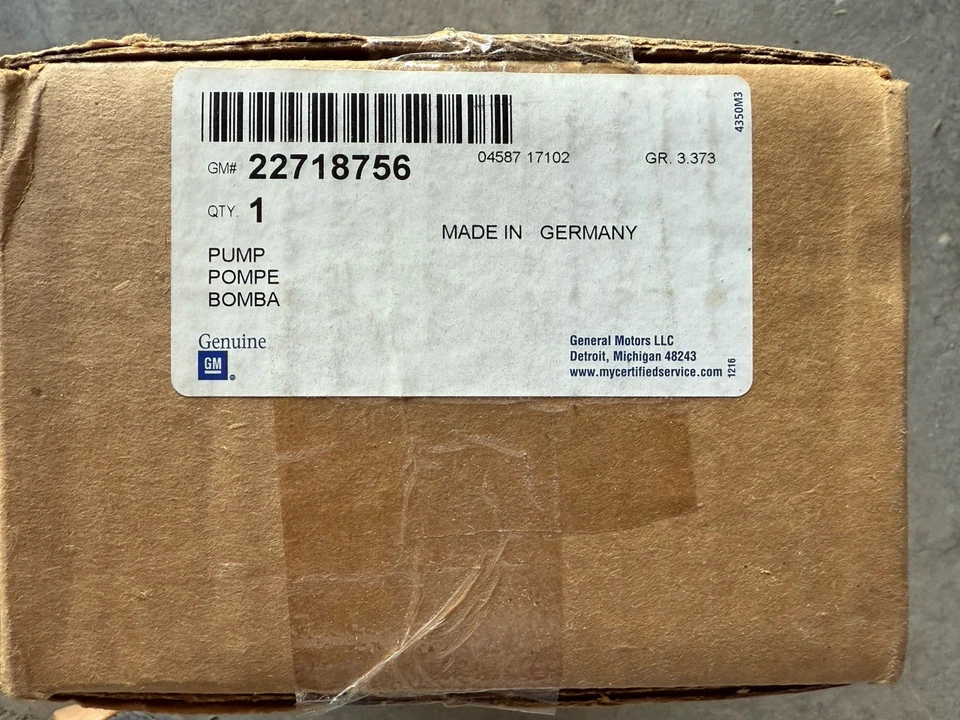 4350M3
GM# 22718756
04587 17102
GR. 3.373
QTY. 1
MADE IN GERMANY
PUMP
POMPE
BOMBA
Genuine
GM
®
General Motors LLC
Detroit, Michigan 48243
www.mycertifiedservice.com
1216